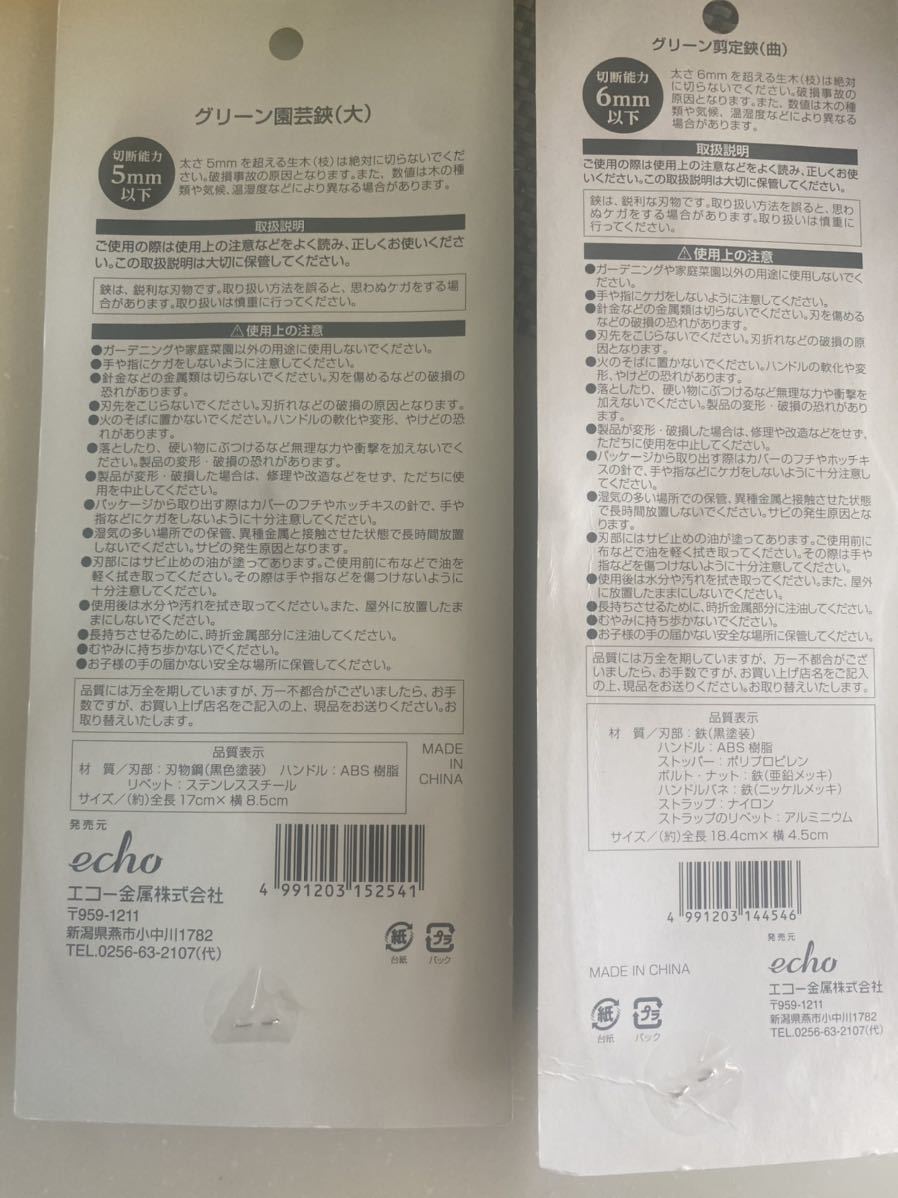 グリーン園芸鋏(大)
切断能力
5mm
以下
太さ5mmを超える生木(枝)は絶対に切らないでくだ
さい。破損事故の原因となります。また、数値は木の種
類や気候、温湿度などにより異なる場合があります。
取扱説明
ご使用の際は使用上の注意などをよく読み、正しくお使いくださ
い。この取扱説明は大切に保管してください。
鋏は、鋭利な刃物です。取り扱い方法を誤ると、思わぬケガをする場
合があります。取り扱いは慎重に行ってください。
⚠使用上の注意
●ガーデニングや家庭菜園以外の用途に使用しないでください。
●手や指にケガをしないように注意してください。
●針金などの金属類は切らないでください。刃を傷めるなどの破損の
恐れがあります。
●刃先をこじらないでください。刃折れなどの破損の原因となります。
●火のそばに置かないでください。ハンドルの軟化や変形、やけどの恐
れがあります。
●落としたり、硬い物にぶつけるなど無理な力や衝撃を加えないでく
ださい。製品の変形・破損の恐れがあります。
●製品が変形・破損した場合は、修理や改造などをせず、ただちに使
用を中止してください。
●パッケージから取り出す際はカバーのフチやホッチキスの針で、手や
指などにケガをしないように十分注意してください。
●湿気の多い場所での保管、異種金属と接触させた状態で長時間放置
しないでください。サビの発生原因となります。
●刃部にはサビ止めの油が塗ってあります。ご使用前に布などで油を
軽く拭き取ってください。その際は手や指などを傷つけないように
十分注意してください。
●使用後は水分や汚れを拭き取ってください。また、屋外に放置したま
まにしないでください。
●長持ちさせるために、時折金属部分に注油してください。
●むやみに持ち歩かないでください。
●お子様の手の届かない安全な場所に保管してください。
品質には万全を期していますが、万一不都合がございましたら、お手
数ですが、お買い上げ店名をご記入の上、現品をお送りください。お
取り替えいたします。
品質表示
材 質/刃部:刃物鋼(黒色塗装) ハンドル:ABS樹脂
リベット:ステンレススチール
サイズ/(約)全長17cm×横8.5cm
MADE
IN
CHINA
発売元
echo
エコー金属株式会社
〒959-1211
新潟県燕市小中川1782
TEL.0256-63-2107(代)
4 991203 152541
紙
台紙
プラ
パック
グリーン剪定鋏(曲)
切断能力
6mm
以下
太さ6mmを超える生木(枝)は絶対
に切らないでください。破損事故の
原因となります。また、数値は木の種
類や気候、温湿度などにより異なる
場合があります。
取扱説明
ご使用の際は使用上の注意などをよく読み、正しくお使
いください。この取扱説明は大切に保管してください。
鋏は、鋭利な刃物です。取り扱い方法を誤ると、思わ
ぬケガをする場合があります。取り扱いは慎重に
行ってください。
⚠使用上の注意
●ガーデニングや家庭菜園以外の用途に使用しないでく
ださい。
●手や指にケガをしないように注意してください。
●針金などの金属類は切らないでください。刃を傷める
などの破損の恐れがあります。
●刃先をこじらないでください。刃折れなどの破損の原
因となります。
●火のそばに置かないでください。ハンドルの軟化や変
形、やけどの恐れがあります。
●落としたり、硬い物にぶつけるなど無理な力や衝撃を
加えないでください。製品の変形・破損の恐れがありま
す。
●製品が変形・破損した場合は、修理や改造などをせず、
ただちに使用を中止してください。
●パッケージから取り出す際はカバーのフチやホッチキ
スの針で、手や指などにケガをしないように十分注意し
てください。
●湿気の多い場所での保管、異種金属と接触させた状態
で長時間放置しないでください。サビの発生原因とな
ります。
●刃部にはサビ止めの油が塗ってあります。ご使用前に
布などで油を軽く拭き取ってください。その際は手や
指などを傷つけないように十分注意してください。
●使用後は水分や汚れを拭き取ってください。また、屋外
に放置したままにしないでください。
●長持ちさせるために、時折金属部分に注油してください。
●むやみに持ち歩かないでください。
●お子様の手の届かない安全な場所に保管してください。
品質には万全を期していますが、万一不都合がござ
いましたら、お手数ですが、お買い上げ店名をご記入
の上、現品をお送りください。お取り替えいたします。
品質表示
材 質/刃部:鉄(黒塗装)
ハンドル:ABS樹脂
ストッパー:ポリプロピレン
ボルト・ナット:鉄(亜鉛メッキ)
ハンドルバネ:鉄(ニッケルメッキ)
ストラップ:ナイロン
ストラップのリベット:アルミニウム
サイズ/(約)全長18.4cm×横4.5cm
4 991203 144546
MADE IN CHINA
紙
台紙
プラ
パック
発売元
echo
エコー金属株式会社
〒959-1211
新潟県燕市小中川1782
TEL.0256-63-2107(代)